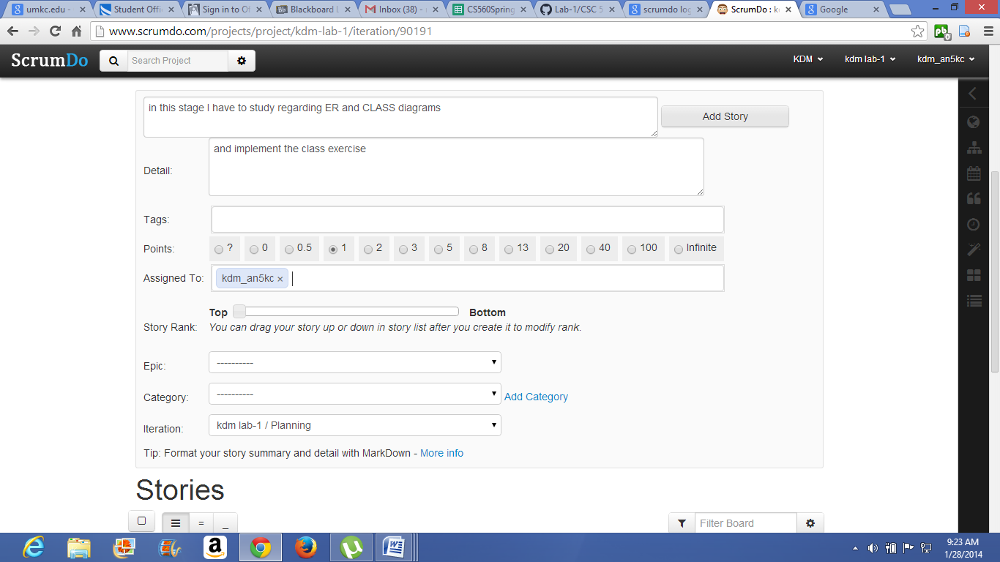 umkc.edu - Student Offi Sign in to Of Blackboard L Inbox (38) - CS560Spring Lab-1/CSC 5 scrumdo log ScrumDo : k Google
www.scrumdo.com/projects/project/kdm-lab-1/iteration/90191
ScrumDo Search Project KDM kdm lab-1 kdm_an5kc
in this stage I have to study regarding ER and CLASS diagrams
Add Story
and implement the class exercise
Detail:
Tags:
Points: ? 0 0.5 1 2 3 5 8 13 20 40 100 Infinite
Assigned To: kdm_an5kc ×
Top Bottom
Story Rank: You can drag your story up or down in story list after you create it to modify rank.
Epic: ----------
Category: ---------- Add Category
Iteration: kdm lab-1 / Planning
Tip: Format your story summary and detail with MarkDown - More info
Stories
= _ Filter Board
9:23 AM
1/28/2014